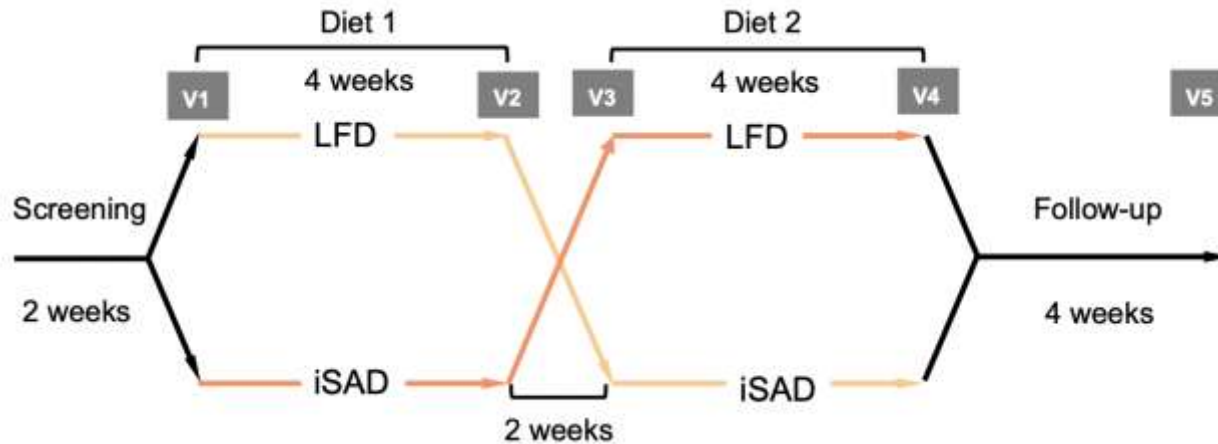 Diet 1
Diet 2
4 weeks
4 weeks
V1
V2
V3
V4
V5
LFD
LFD
Screening
Follow-up
2 weeks
4 weeks
iSAD
iSAD
2 weeks